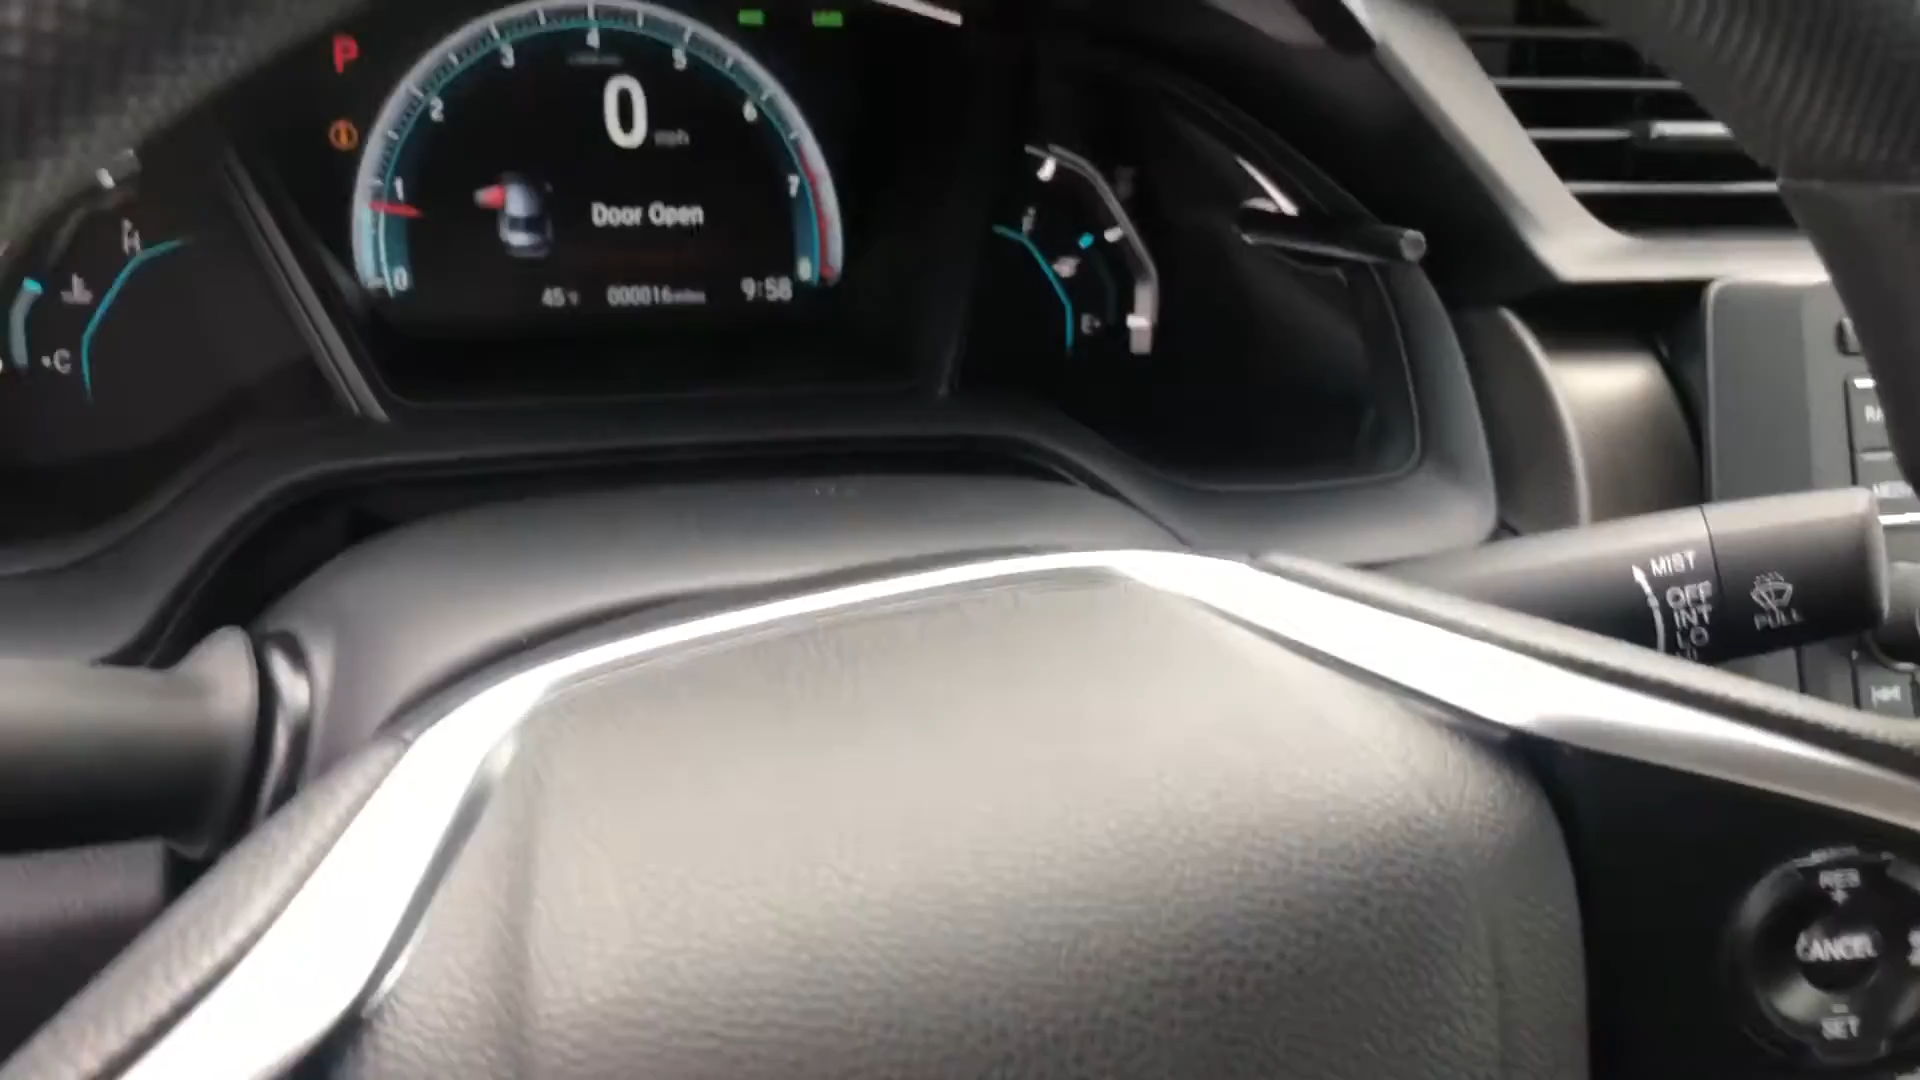 P
0 mph
0
1
2
3
4
5
6
7
8
Door Open
45
000016 miles
9:58
H
C
E
MIST
OFF
INT
LO
PULL
RES
+
CANCEL
-
SET